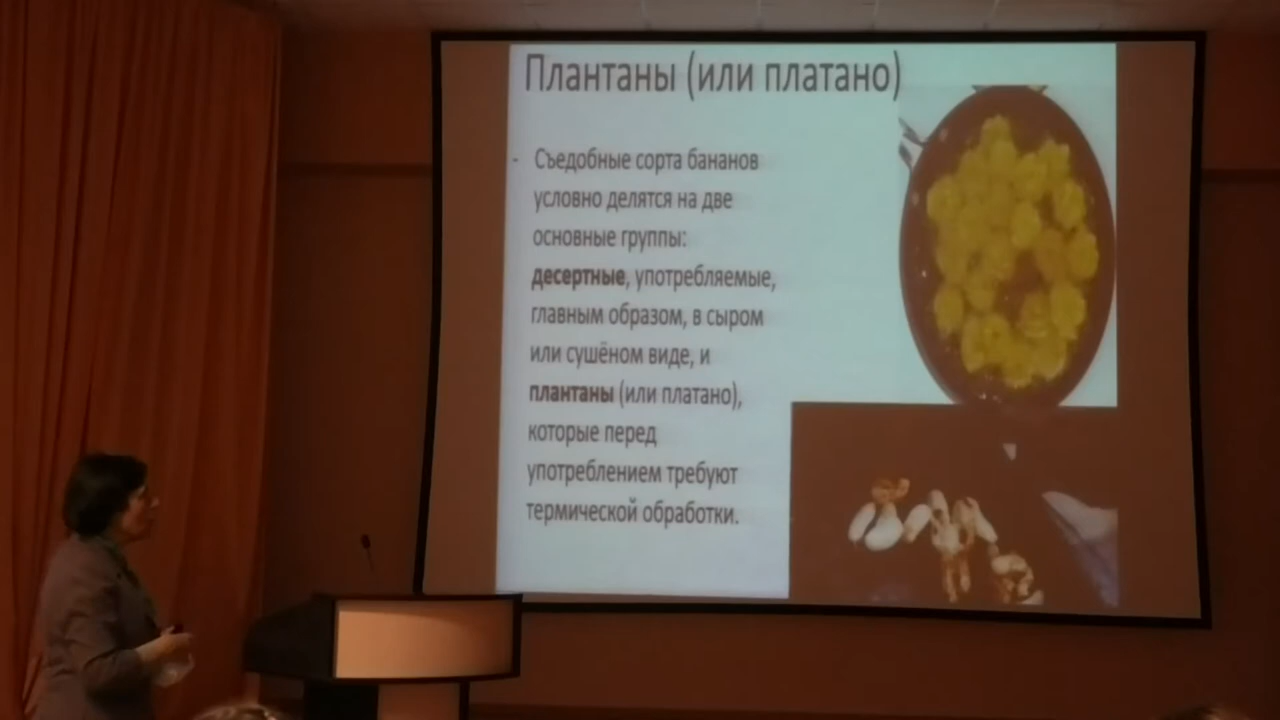 Плантаны (или платано)
- Съедобные сорта бананов
условно делятся на две
основные группы:
десертные, употребляемые,
главным образом, в сыром
или сушёном виде, и
плантаны (или платано),
которые перед
употреблением требуют
термической обработки.